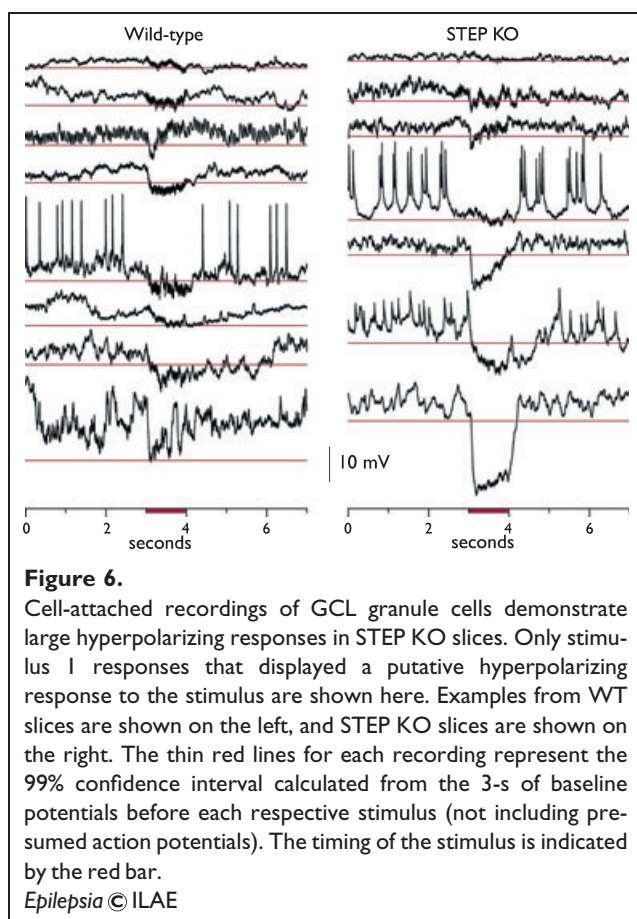 Wild-type STEP KO
10 mV
0 2 4 6 0 2 4 6
seconds seconds
Figure 6.
Cell-attached recordings of GCL granule cells demonstrate
large hyperpolarizing responses in STEP KO slices. Only stimu-
lus 1 responses that displayed a putative hyperpolarizing
response to the stimulus are shown here. Examples from WT
slices are shown on the left, and STEP KO slices are shown on
the right. The thin red lines for each recording represent the
99% confidence interval calculated from the 3-s of baseline
potentials before each respective stimulus (not including pre-
sumed action potentials). The timing of the stimulus is indicated
by the red bar.
Epilepsia © ILAE